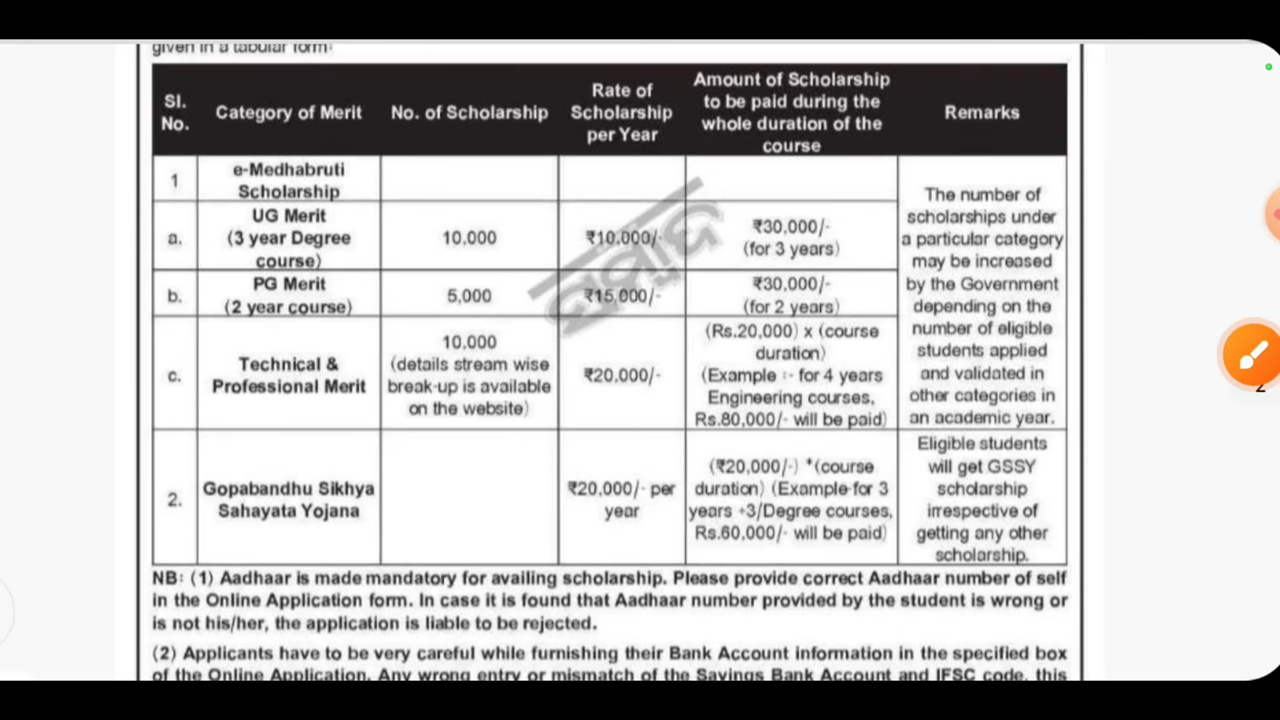 given in a tabular form:
Sl. No.
Category of Merit
No. of Scholarship
Rate of
Scholarship
per Year
Amount of Scholarship
to be paid during the
whole duration of the
course
Remarks
1
e-Medhabruti
Scholarship
a.
UG Merit
(3 year Degree
course)
10,000
₹10,000/-
₹30,000/-
(for 3 years)
b.
PG Merit
(2 year course)
5,000
₹15,000/-
₹30,000/-
(for 2 years)
c.
Technical &
Professional Merit
10,000
(details stream wise
break-up is available
on the website)
₹20,000/-
(Rs.20,000) x (course
duration)
(Example :- for 4 years
Engineering courses,
Rs.80,000/- will be paid)
The number of
scholarships under
a particular category
may be increased
by the Government
depending on the
number of eligible
students applied
and validated in
other categories in
an academic year.
2.
Gopabandhu Sikhya
Sahayata Yojana
₹20,000/- per
year
(₹20,000/-) *(course
duration) (Example-for 3
years +3/Degree courses,
Rs.60,000/- will be paid)
Eligible students
will get GSSY
scholarship
irrespective of
getting any other
scholarship.
NB: (1) Aadhaar is made mandatory for availing scholarship. Please provide correct Aadhaar number of self
in the Online Application form. In case it is found that Aadhaar number provided by the student is wrong or
is not his/her, the application is liable to be rejected.
(2) Applicants have to be very careful while furnishing their Bank Account information in the specified box
of the Online Application. Any wrong entry or mismatch of the Savings Bank Account and IFSC code, this
2